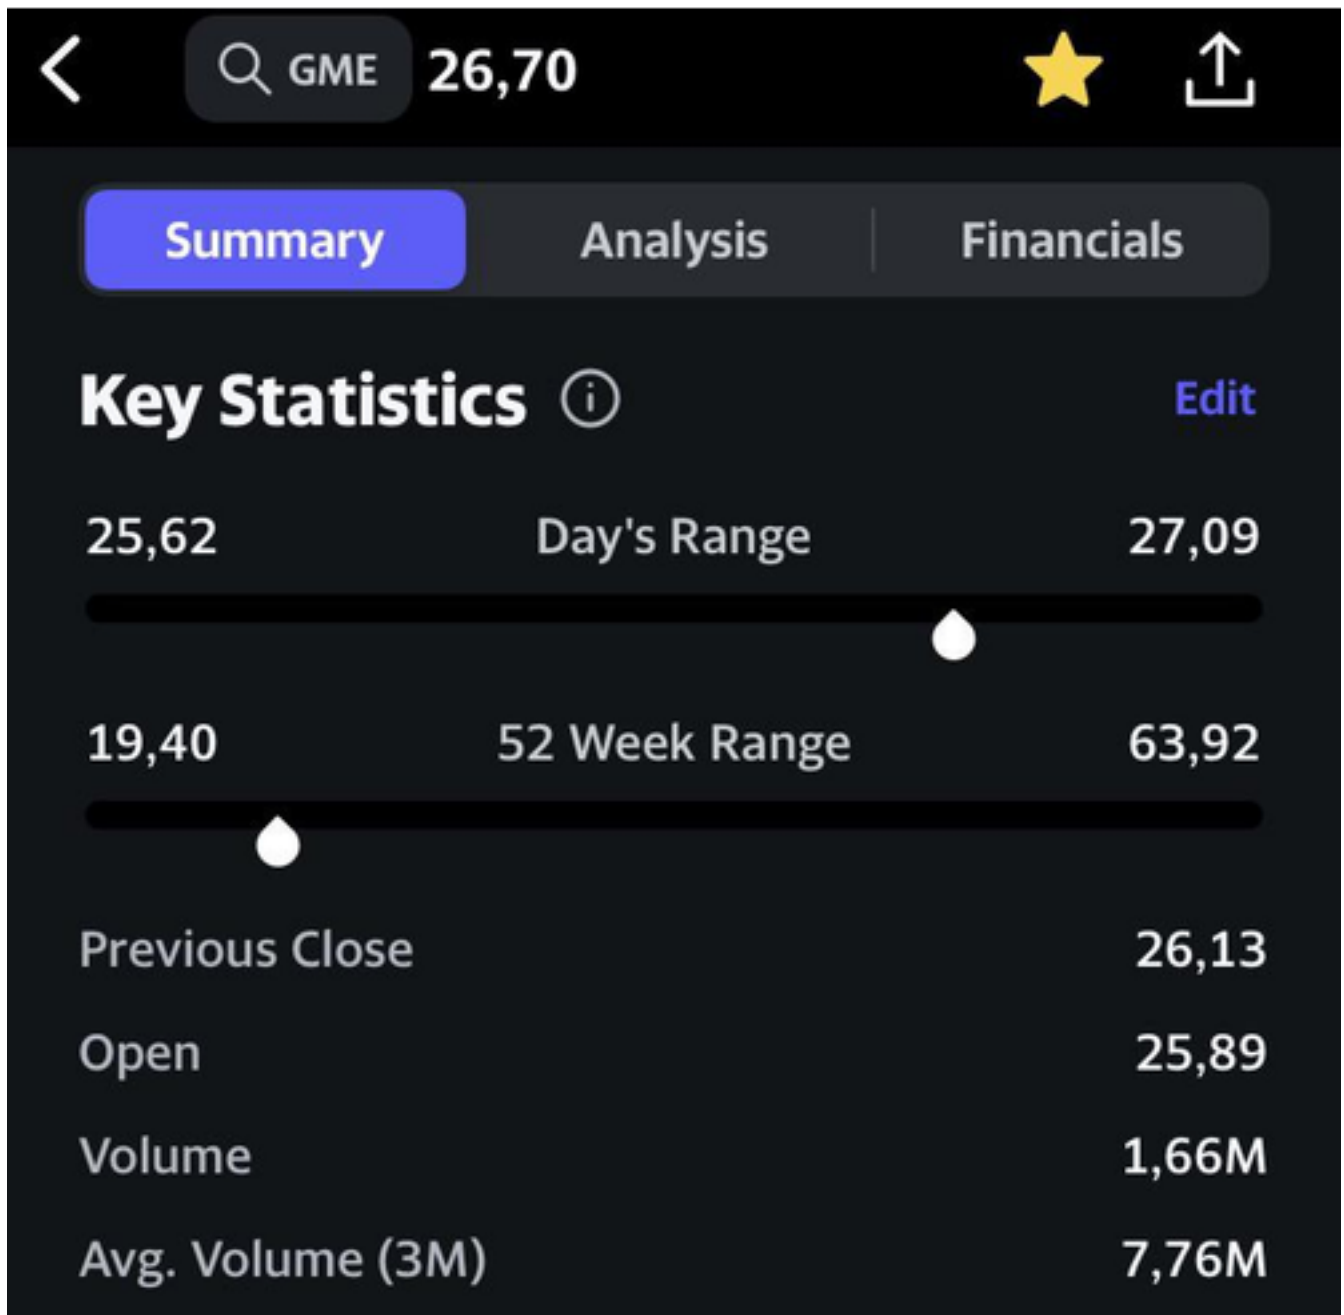 GME 26,70
Summary Analysis Financials
Key Statistics Edit
25,62 Day's Range 27,09
19,40 52 Week Range 63,92
Previous Close 26,13
Open 25,89
Volume 1,66M
Avg. Volume (3M) 7,76M